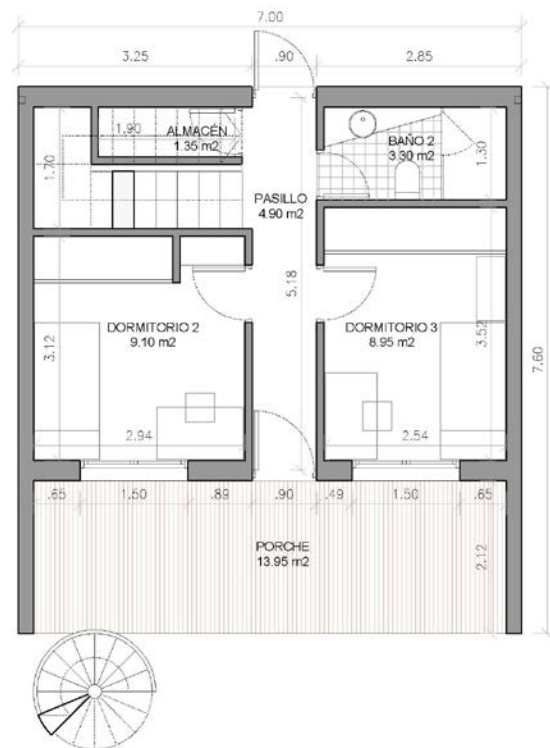 7.00
3.25
.90
2.85
1.90
ALMACÉN
1.35 m2
BAÑO 2
3.30 m2
1.30
1.70
PASILLO
4.90 m2
5.18
DORMITORIO 2
9.10 m2
DORMITORIO 3
8.95 m2
3.12
3.52
7.60
2.94
2.54
.65
1.50
.89
.90
.49
1.50
.65
PORCHE
13.95 m2
2.12